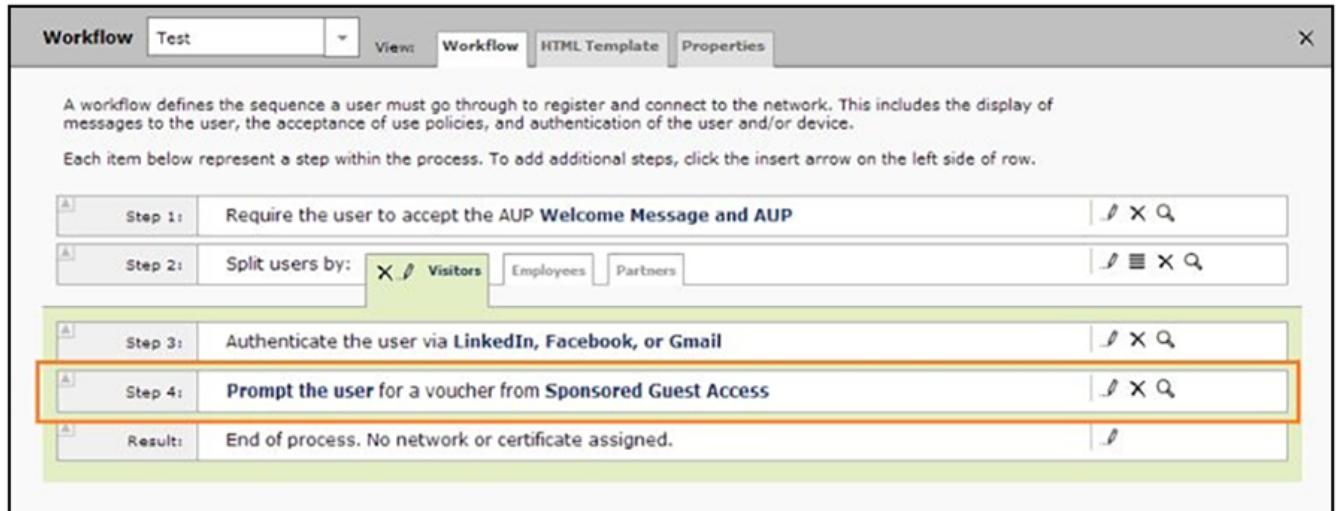 Workflow Test View: Workflow HTML Template Properties
A workflow defines the sequence a user must go through to register and connect to the network. This includes the display of
messages to the user, the acceptance of use policies, and authentication of the user and/or device.
Each item below represent a step within the process. To add additional steps, click the insert arrow on the left side of row.
Step 1: Require the user to accept the AUP Welcome Message and AUP
Step 2: Split users by: Visitors Employees Partners
Step 3: Authenticate the user via LinkedIn, Facebook, or Gmail
Step 4: Prompt the user for a voucher from Sponsored Guest Access
Result: End of process. No network or certificate assigned.